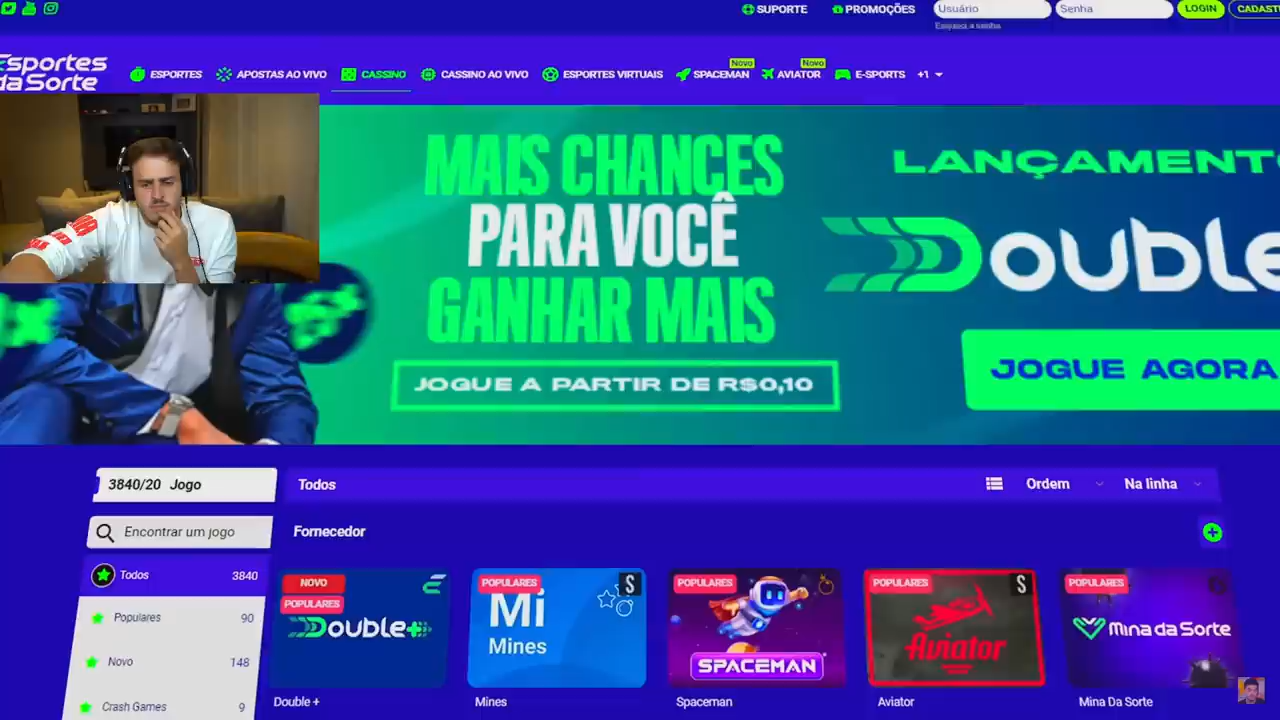 SUPORTE
PROMOÇÕES
Usuário
Senha
LOGIN
Esqueceu a senha
Esportes
da Sorte
ESPORTES
APOSTAS AO VIVO
CASSINO
CASSINO AO VIVO
ESPORTES VIRTUAIS
SPACEMAN
Novo
AVIATOR
Novo
E-SPORTS
+1
MAIS CHANCES
PARA VOCÊ
GANHAR MAIS
JOGUE A PARTIR DE R$0,10
LANÇAMENT
Double
JOGUE AGORA
3840/20 Jogo
Todos
Ordem
Na linha
Encontrar um jogo
Fornecedor
Todos 3840
Populares 90
Novo 148
Crash Games 9
NOVO
POPULARES
Double+
Double +
POPULARES
Mi
Mines
Mines
POPULARES
SPACEMAN
Spaceman
POPULARES
Aviator
Aviator
POPULARES
Mina da Sorte
Mina Da Sorte